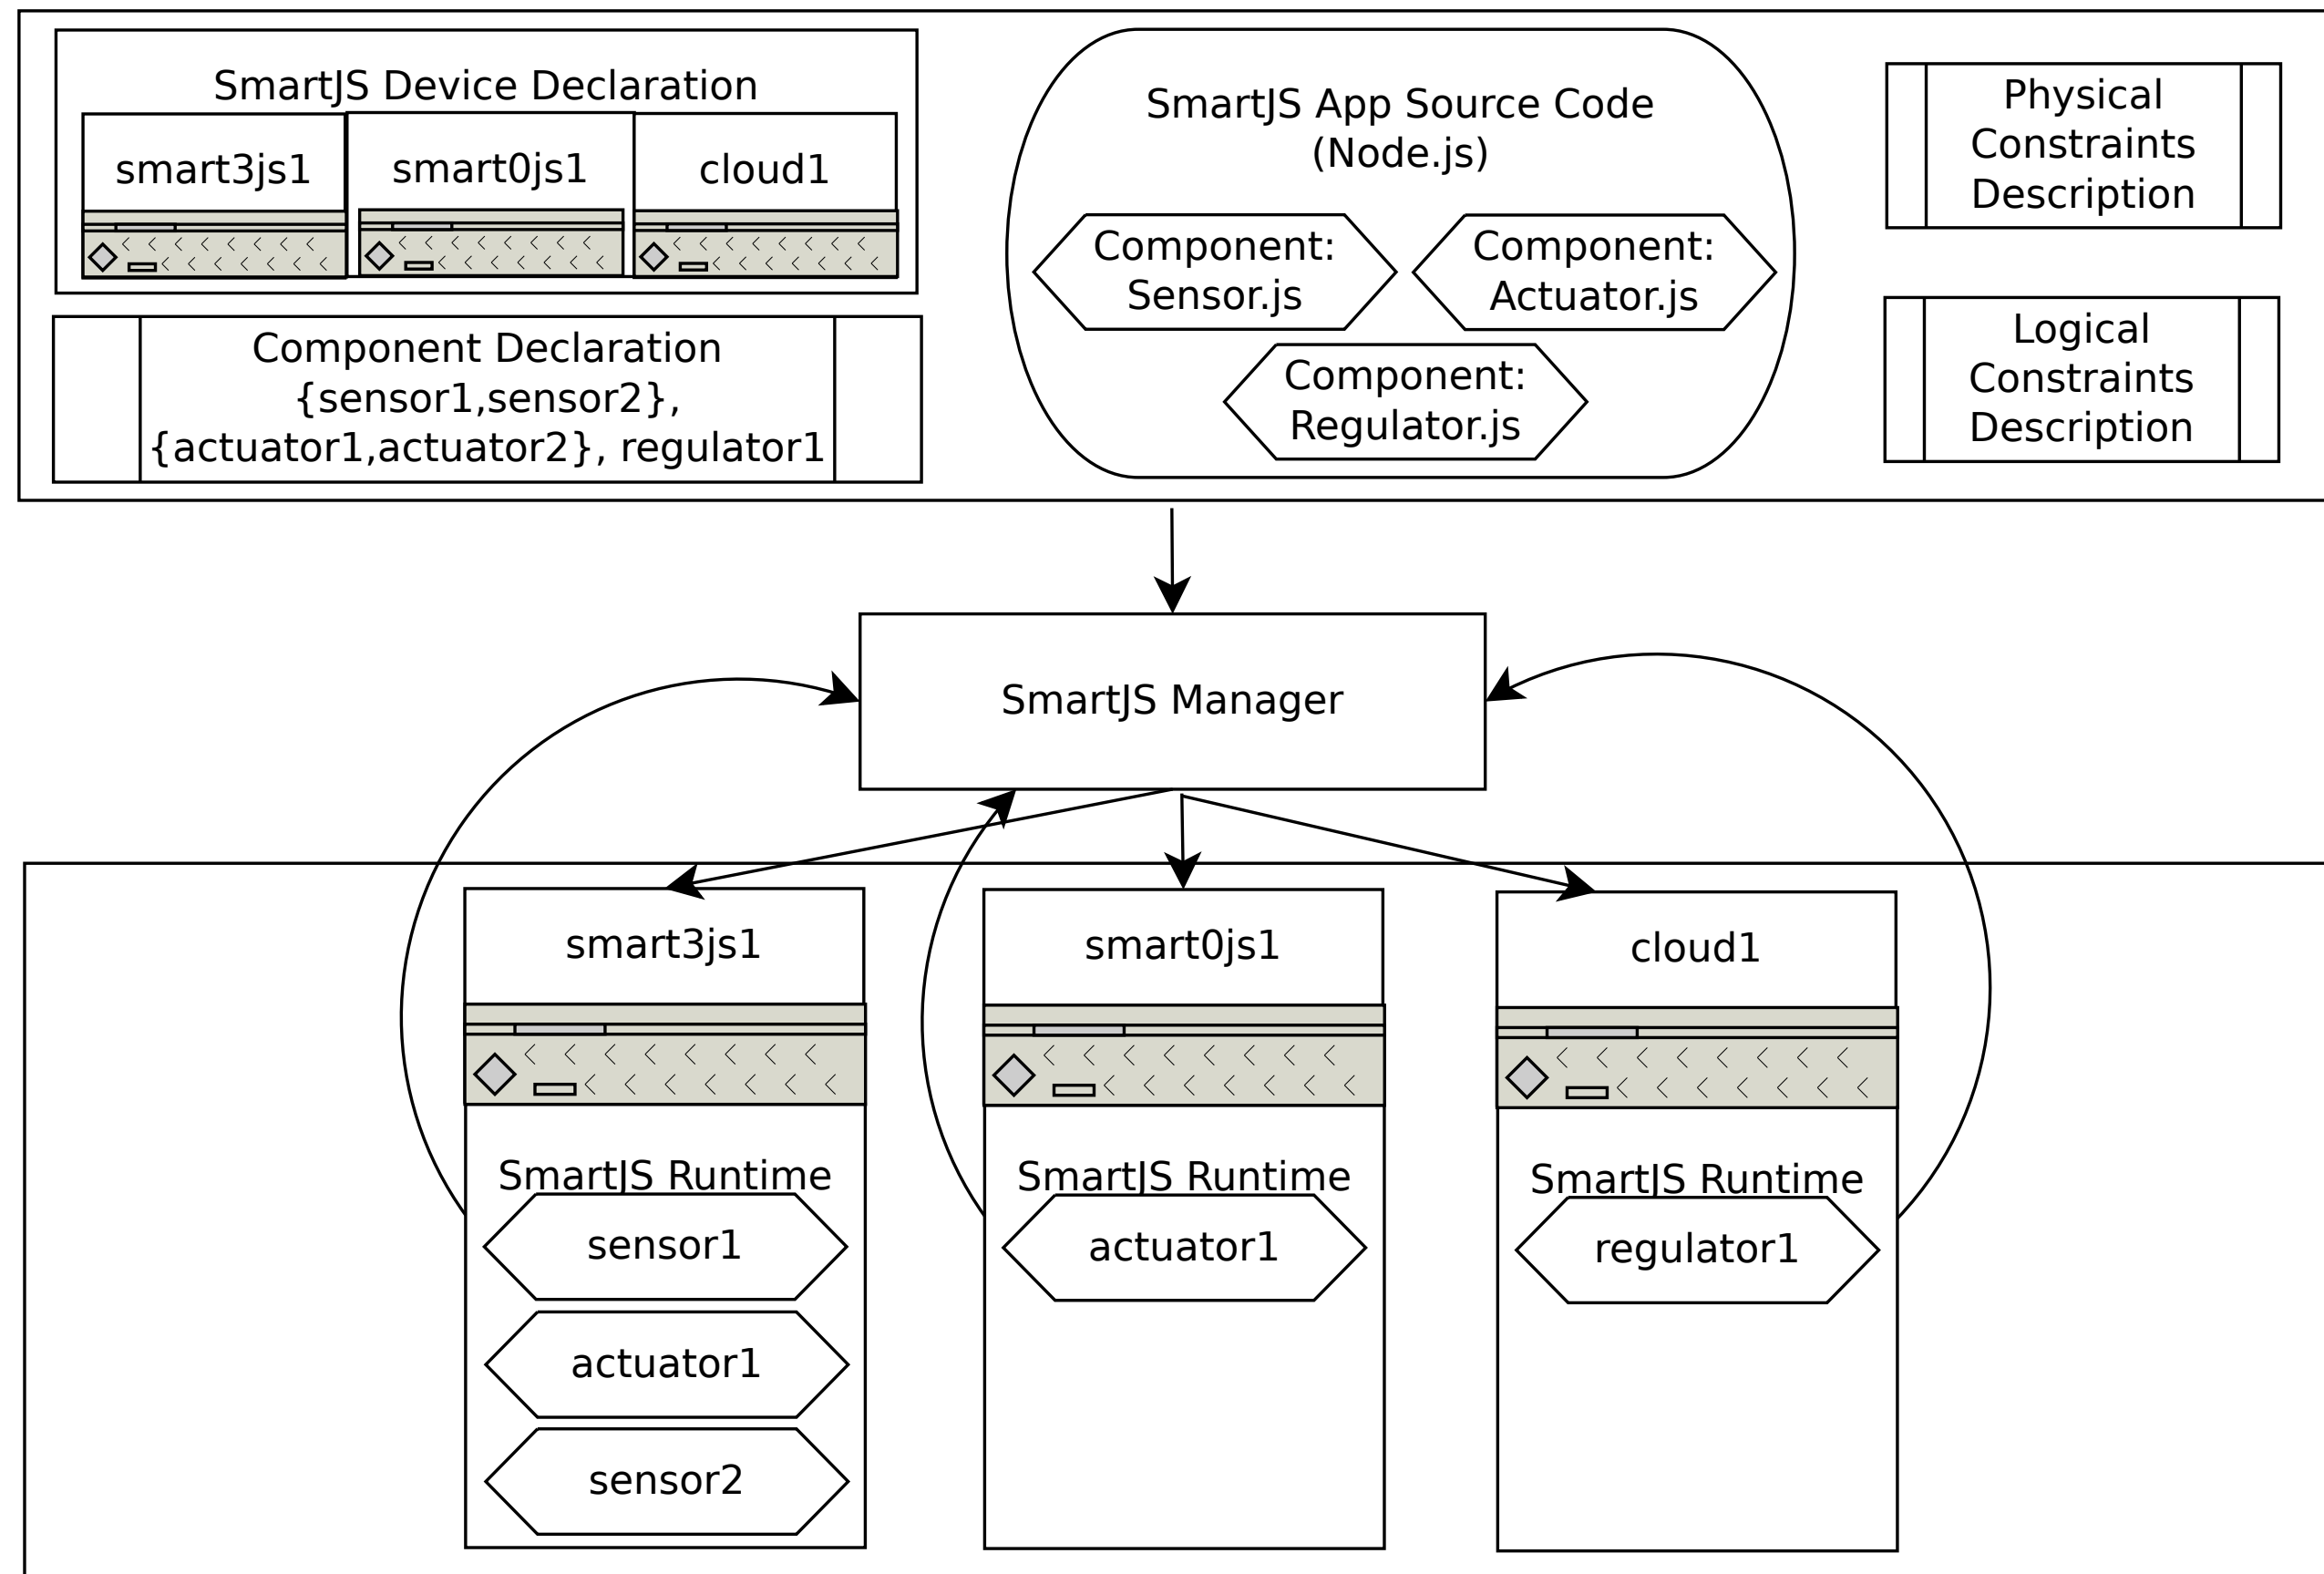 SmartJS Device Declaration
smart3js1
smart0js1
cloud1
Component Declaration
{sensor1,sensor2},
{actuator1,actuator2}, regulator1
SmartJS App Source Code
(Node.js)
Component:
Sensor.js
Component:
Actuator.js
Component:
Regulator.js
Physical
Constraints
Description
Logical
Constraints
Description
SmartJS Manager
smart3js1
SmartJS Runtime
sensor1
actuator1
sensor2
smart0js1
SmartJS Runtime
actuator1
cloud1
SmartJS Runtime
regulator1